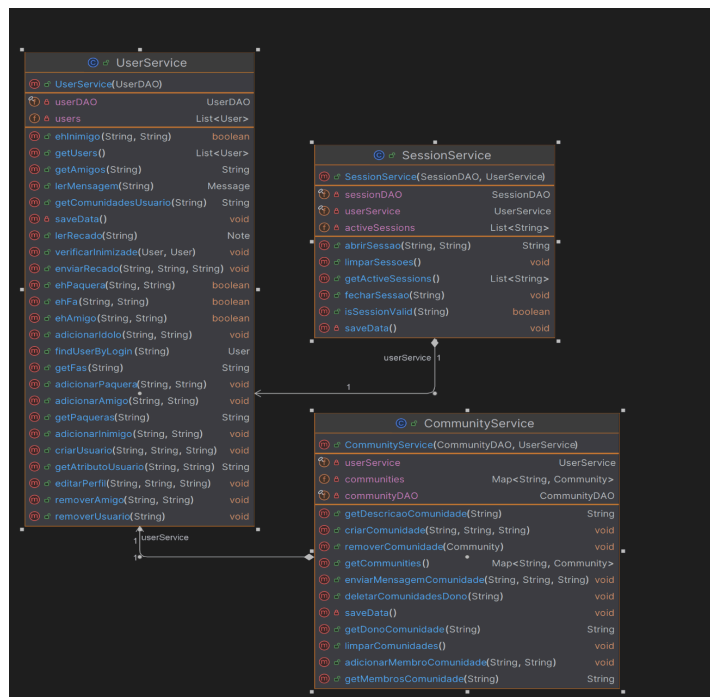 UserService
UserService(UserDAO)
userDAO UserDAO
users List<User>
ehInimigo(String, String) boolean
getUsers() List<User>
getAmigos(String) String
lerMensagem(String) Message
getComunidadesUsuario(String) String
saveData() void
lerRecado(String) Note
verificarInimizade(User, User) void
enviarRecado(String, String, String) void
ehPaquera(String, String) boolean
ehFa(String, String) boolean
ehAmigo(String, String) boolean
adicionarIdolo(String, String) void
findUserByLogin(String) User
getFas(String) String
adicionarPaquera(String, String) void
adicionarAmigo(String, String) void
getPaqueras(String) String
adicionarInimigo(String, String) void
criarUsuario(String, String, String) void
getAtributoUsuario(String, String) String
editarPerfil(String, String, String) void
removerAmigo(String, String) void
removerUsuario(String) void
SessionService
SessionService(SessionDAO, UserService)
sessionDAO SessionDAO
userService UserService
activeSessions List<String>
abrirSessao(String, String) String
limparSessoes() void
getActiveSessions() List<String>
fecharSessao(String) void
isSessionValid(String) boolean
saveData() void
userService 1
1
CommunityService
CommunityService(CommunityDAO, UserService)
userService UserService
communities Map<String, Community>
communityDAO CommunityDAO
getDescricaoComunidade(String) String
criarComunidade(String, String, String) void
removerComunidade(Community) void
getCommunities() Map<String, Community>
enviarMensagemComunidade(String, String, String) void
deletarComunidadesDono(String) void
saveData() void
getDonoComunidade(String) String
limparComunidades() void
adicionarMembroComunidade(String, String) void
getMembrosComunidade(String) String
1 userService
1